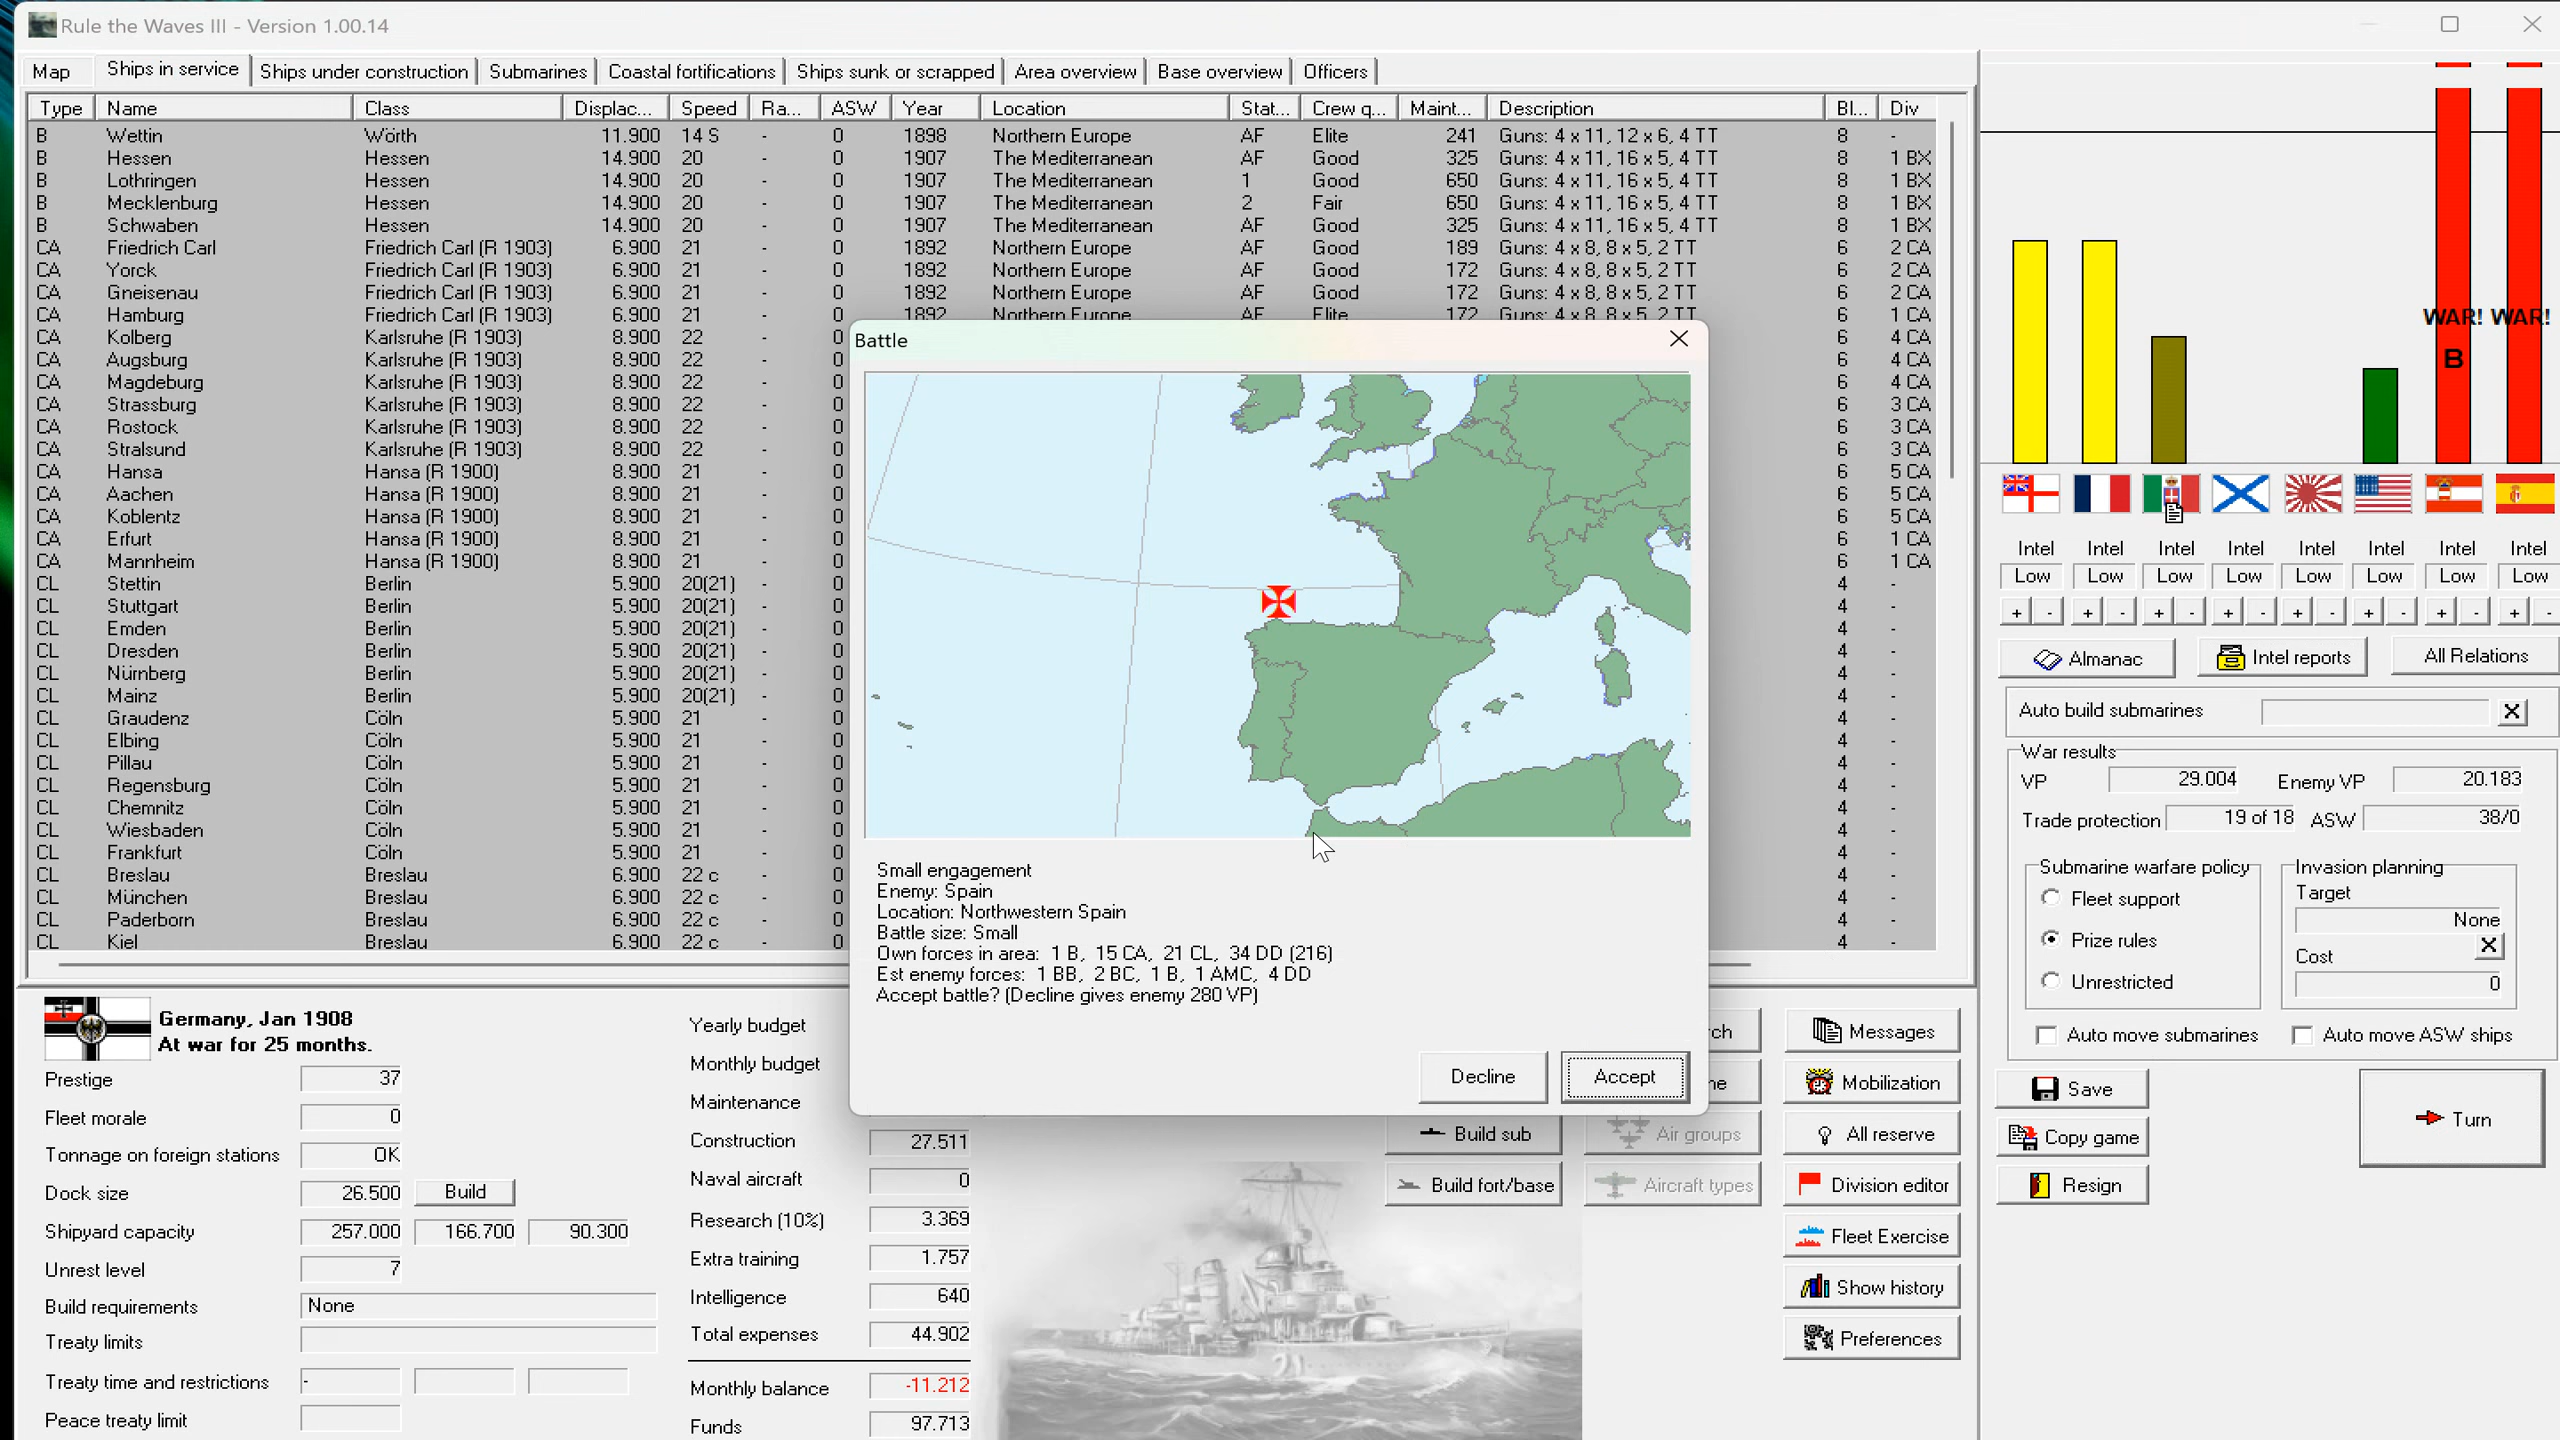 Rule the Waves III - Version 1.00.14
Map Ships in service Ships under construction Submarines Coastal fortifications Ships sunk or scrapped Area overview Base overview Officers
Type Name Class Displac... Speed Ra... ASW Year Location Stat... Crew q... Maint... Description Bl... Div
B Wettin Wörth 11.900 14 S - 0 1898 Northern Europe AF Elite 241 Guns: 4 x 11, 12 x 6, 4 TT 8 -
B Hessen Hessen 14.900 20 - 0 1907 The Mediterranean AF Good 325 Guns: 4 x 11, 16 x 5, 4 TT 8 1 BX
B Lothringen Hessen 14.900 20 - 0 1907 The Mediterranean 1 Good 650 Guns: 4 x 11, 16 x 5, 4 TT 8 1 BX
B Mecklenburg Hessen 14.900 20 - 0 1907 The Mediterranean 2 Fair 650 Guns: 4 x 11, 16 x 5, 4 TT 8 1 BX
B Schwaben Hessen 14.900 20 - 0 1907 The Mediterranean AF Good 325 Guns: 4 x 11, 16 x 5, 4 TT 8 1 BX
CA Friedrich Carl Friedrich Carl (R 1903) 6.900 21 - 0 1892 Northern Europe AF Good 189 Guns: 4 x 8, 8 x 5, 2 TT 6 2 CA
CA Yorck Friedrich Carl (R 1903) 6.900 21 - 0 1892 Northern Europe AF Good 172 Guns: 4 x 8, 8 x 5, 2 TT 6 2 CA
CA Gneisenau Friedrich Carl (R 1903) 6.900 21 - 0 1892 Northern Europe AF Good 172 Guns: 4 x 8, 8 x 5, 2 TT 6 2 CA
CA Hamburg Friedrich Carl (R 1903) 6.900 21 - 0 1892 Northern Europe AF Elite 172 Guns: 4 x 8, 8 x 5, 2 TT 6 1 CA
CA Kolberg Karlsruhe (R 1903) 8.900 22 - 0 6 4 CA
CA Augsburg Karlsruhe (R 1903) 8.900 22 - 0 6 4 CA
CA Magdeburg Karlsruhe (R 1903) 8.900 22 - 0 6 4 CA
CA Strassburg Karlsruhe (R 1903) 8.900 22 - 0 6 3 CA
CA Rostock Karlsruhe (R 1903) 8.900 22 - 0 6 3 CA
CA Stralsund Karlsruhe (R 1903) 8.900 22 - 0 6 3 CA
CA Hansa Hansa (R 1900) 8.900 21 - 0 6 5 CA
CA Aachen Hansa (R 1900) 8.900 21 - 0 6 5 CA
CA Koblentz Hansa (R 1900) 8.900 21 - 0 6 5 CA
CA Erfurt Hansa (R 1900) 8.900 21 - 0 6 1 CA
CA Mannheim Hansa (R 1900) 8.900 21 - 0 6 1 CA
CL Stettin Berlin 5.900 20(21) - 0 4 -
CL Stuttgart Berlin 5.900 20(21) - 0 4 -
CL Emden Berlin 5.900 20(21) - 0 4 -
CL Dresden Berlin 5.900 20(21) - 0 4 -
CL Nürnberg Berlin 5.900 20(21) - 0 4 -
CL Mainz Berlin 5.900 20(21) - 0 4 -
CL Graudenz Cöln 5.900 21 - 0 4 -
CL Elbing Cöln 5.900 21 - 0 4 -
CL Pillau Cöln 5.900 21 - 0 4 -
CL Regensburg Cöln 5.900 21 - 0 4 -
CL Chemnitz Cöln 5.900 21 - 0 4 -
CL Wiesbaden Cöln 5.900 21 - 0 4 -
CL Frankfurt Cöln 5.900 21 - 0 4 -
CL Breslau Breslau 6.900 22 c - 0 4 -
CL München Breslau 6.900 22 c - 0 4 -
CL Paderborn Breslau 6.900 22 c - 0 4 -
CL Kiel Breslau 6.900 22 c - 0 4 -
Battle
Small engagement
Enemy: Spain
Location: Northwestern Spain
Battle size: Small
Own forces in area: 1 B, 15 CA, 21 CL, 34 DD (216)
Est enemy forces: 1 BB, 2 BC, 1 B, 1 AMC, 4 DD
Accept battle? (Decline gives enemy 280 VP)
Decline Accept
WAR! WAR!
B
Intel Intel Intel Intel Intel Intel Intel Intel
Low Low Low Low Low Low Low Low
+ - + - + - + - + - + - + - + -
Almanac Intel reports All Relations
Auto build submarines X
War results
VP 29.004 Enemy VP 20.183
Trade protection 19 of 18 ASW 38/0
Submarine warfare policy
Fleet support
Prize rules
Unrestricted
Invasion planning
Target
None
Cost X
0
Auto move submarines Auto move ASW ships
Save
Copy game
Resign
Turn
Germany, Jan 1908
At war for 25 months.
Prestige 37
Fleet morale 0
Tonnage on foreign stations OK
Dock size 26.500 Build
Shipyard capacity 257.000 166.700 90.300
Unrest level 7
Build requirements None
Treaty limits
Treaty time and restrictions -
Peace treaty limit
Yearly budget
Monthly budget
Maintenance
Construction 27.511
Naval aircraft 0
Research (10%) 3.369
Extra training 1.757
Intelligence 640
Total expenses 44.902
Monthly balance -11.212
Funds 97.713
rch
ne
Build sub Air groups
Build fort/base Aircraft types
Messages
Mobilization
All reserve
Division editor
Fleet Exercise
Show history
Preferences